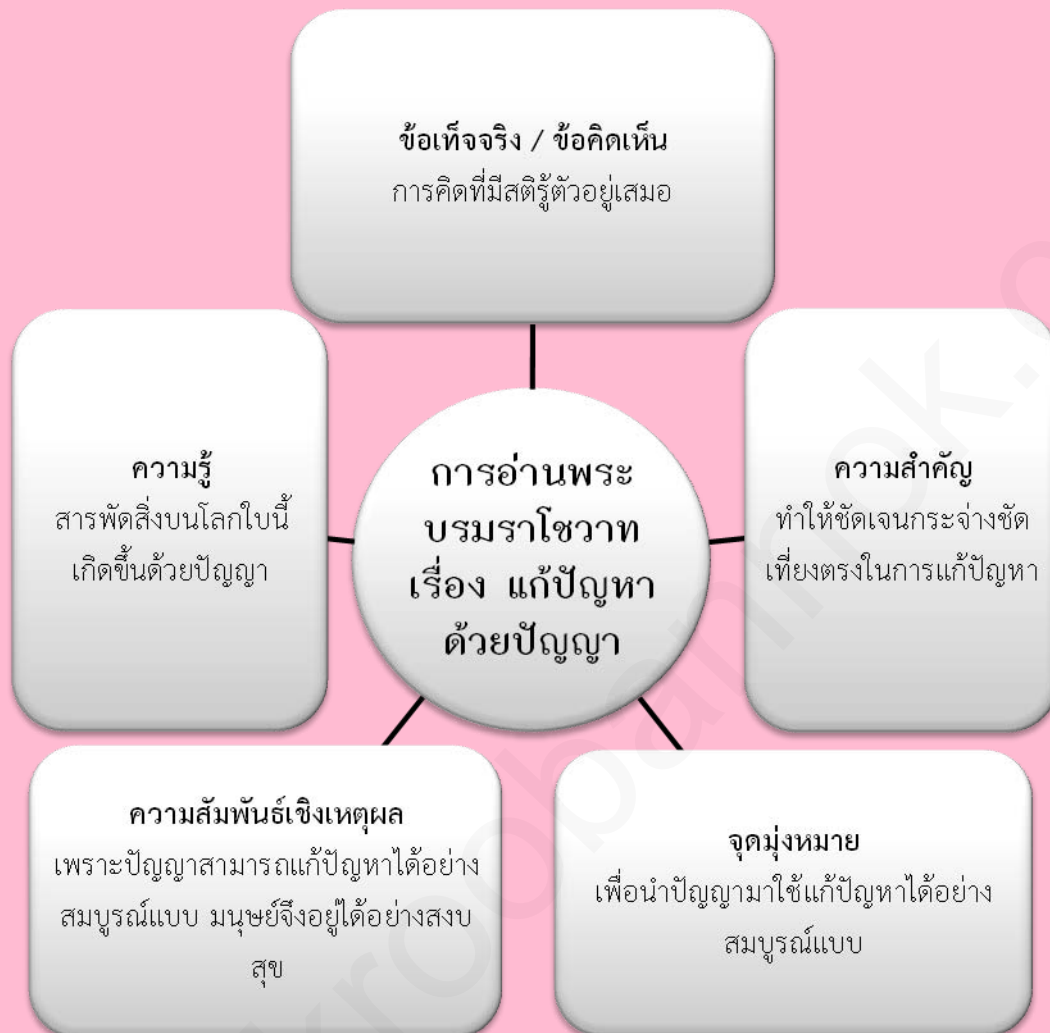 ข้อเท็จจริง / ข้อคิดเห็น
การคิดที่มีสติรู้ตัวอยู่เสมอ
ความรู้
สารพัดสิ่งบนโลกใบนี้
เกิดขึ้นด้วยปัญญา
การอ่านพระ
บรมราโชวาท
เรื่อง แก้ปัญหา
ด้วยปัญญา
ความสำคัญ
ทำให้ชัดเจนกระจ่างชัด
เที่ยงตรงในการแก้ปัญหา
ความสัมพันธ์เชิงเหตุผล
เพราะปัญญาสามารถแก้ปัญหาได้อย่าง
สมบูรณ์แบบ มนุษย์จึงอยู่ได้อย่างสงบ
สุข
จุดมุ่งหมาย
เพื่อนำปัญญามาใช้แก้ปัญหาได้อย่าง
สมบูรณ์แบบ